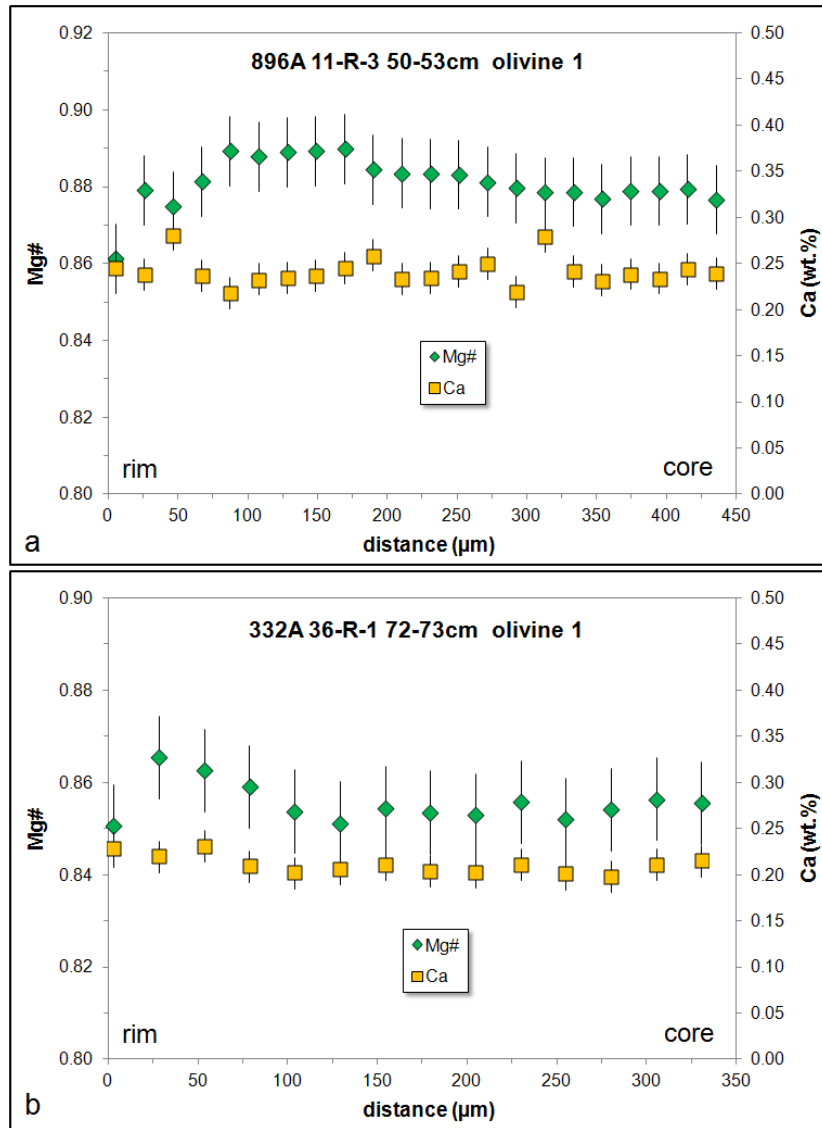 896A 11-R-3 50-53cm olivine 1
0.92
0.90
0.88
0.86
0.84
0.82
0.80
Mg#
0.50
0.45
0.40
0.35
0.30
0.25
0.20
0.15
0.10
0.05
0.00
Ca (wt.%)
Mg#
Ca
rim
core
0 50 100 150 200 250 300 350 400 450
distance (µm)
a
332A 36-R-1 72-73cm olivine 1
0.90
0.88
0.86
0.84
0.82
0.80
Mg#
0.50
0.45
0.40
0.35
0.30
0.25
0.20
0.15
0.10
0.05
0.00
Ca (wt.%)
Mg#
Ca
rim
core
0 50 100 150 200 250 300 350
distance (µm)
b